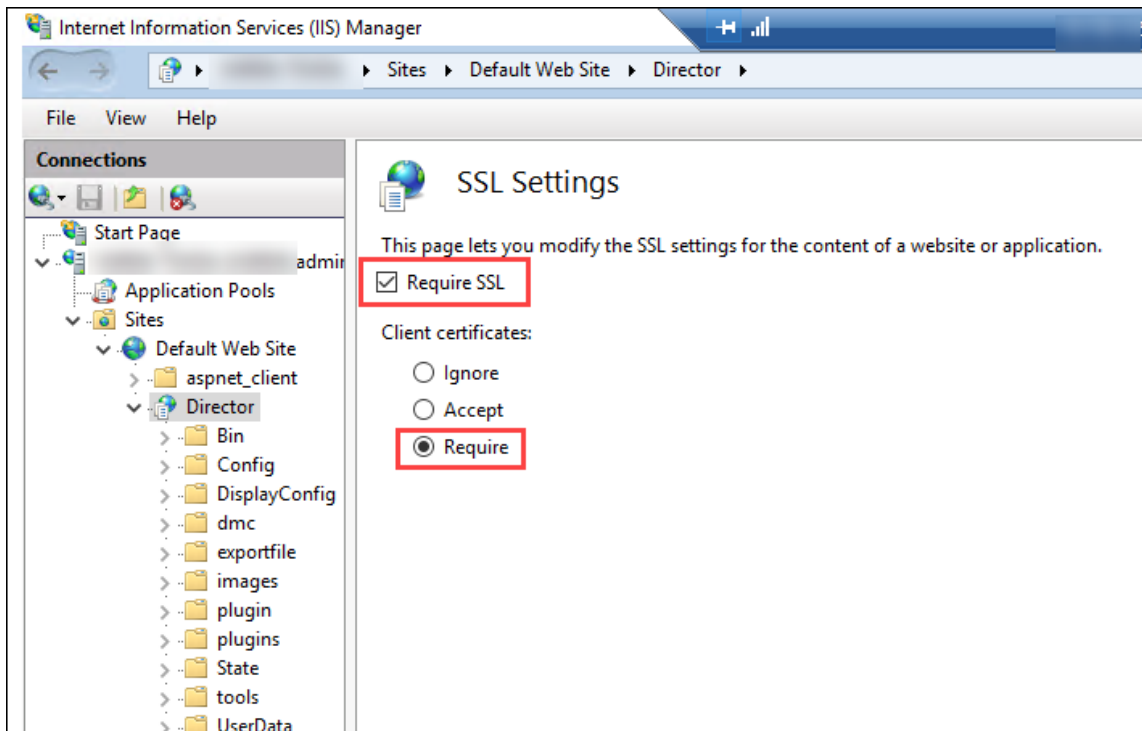 Internet Information Services (IIS) Manager
Sites Default Web Site Director
File View Help
Connections
Start Page
admin
Application Pools
Sites
Default Web Site
aspnet_client
Director
Bin
Config
DisplayConfig
dmc
exportfile
images
plugin
plugins
State
tools
UserData
SSL Settings
This page lets you modify the SSL settings for the content of a website or application.
Require SSL
Client certificates:
Ignore
Accept
Require